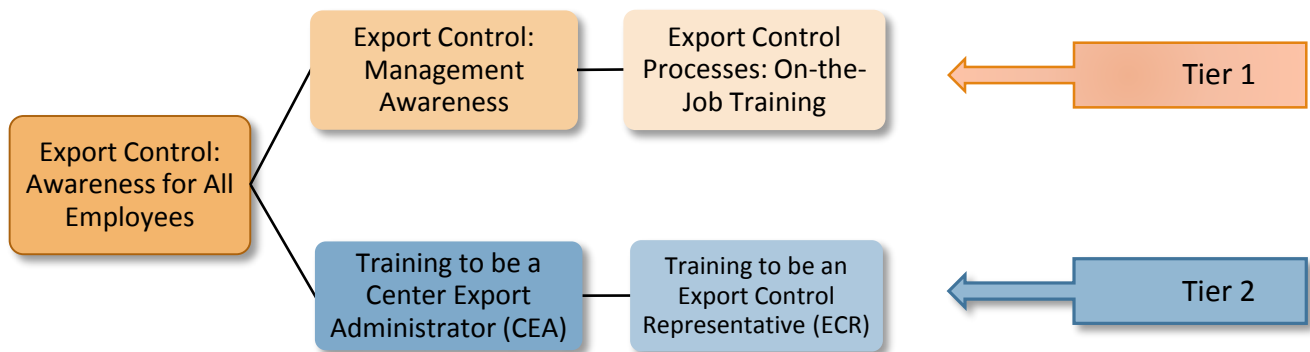 Export Control:
Management
Awareness
Export Control
Processes: On-the-
Job Training
Tier 1
Export Control:
Awareness for All
Employees
Training to be a
Center Export
Administrator (CEA)
Training to be an
Export Control
Representative (ECR)
Tier 2